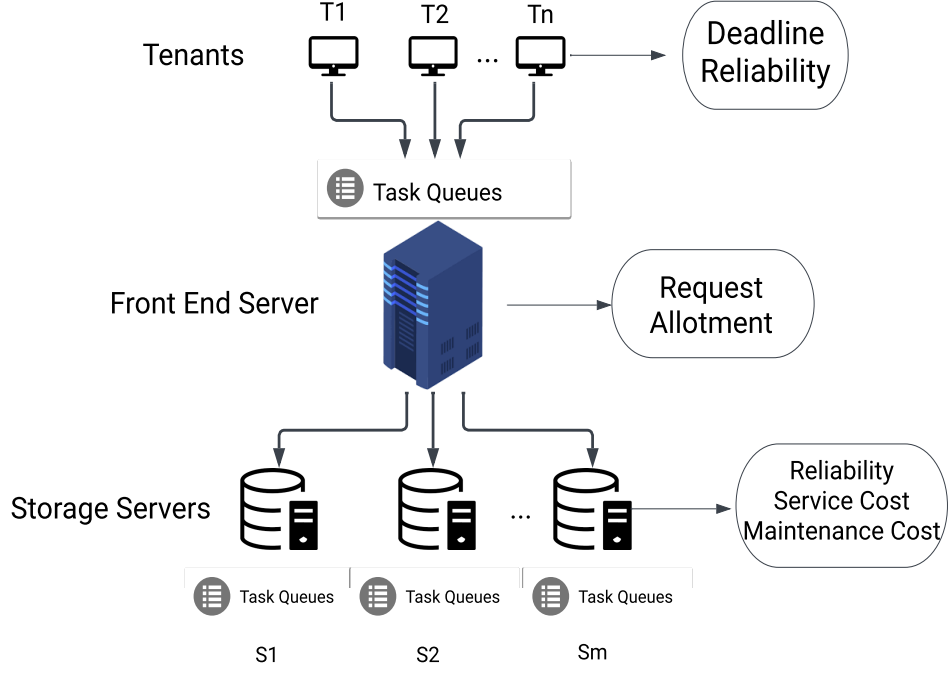 T1
T2
Tn
Tenants
...
Deadline
Reliability
Task Queues
Front End Server
Request
Allotment
Storage Servers
...
Reliability
Service Cost
Maintenance Cost
Task Queues
Task Queues
Task Queues
S1
S2
Sm